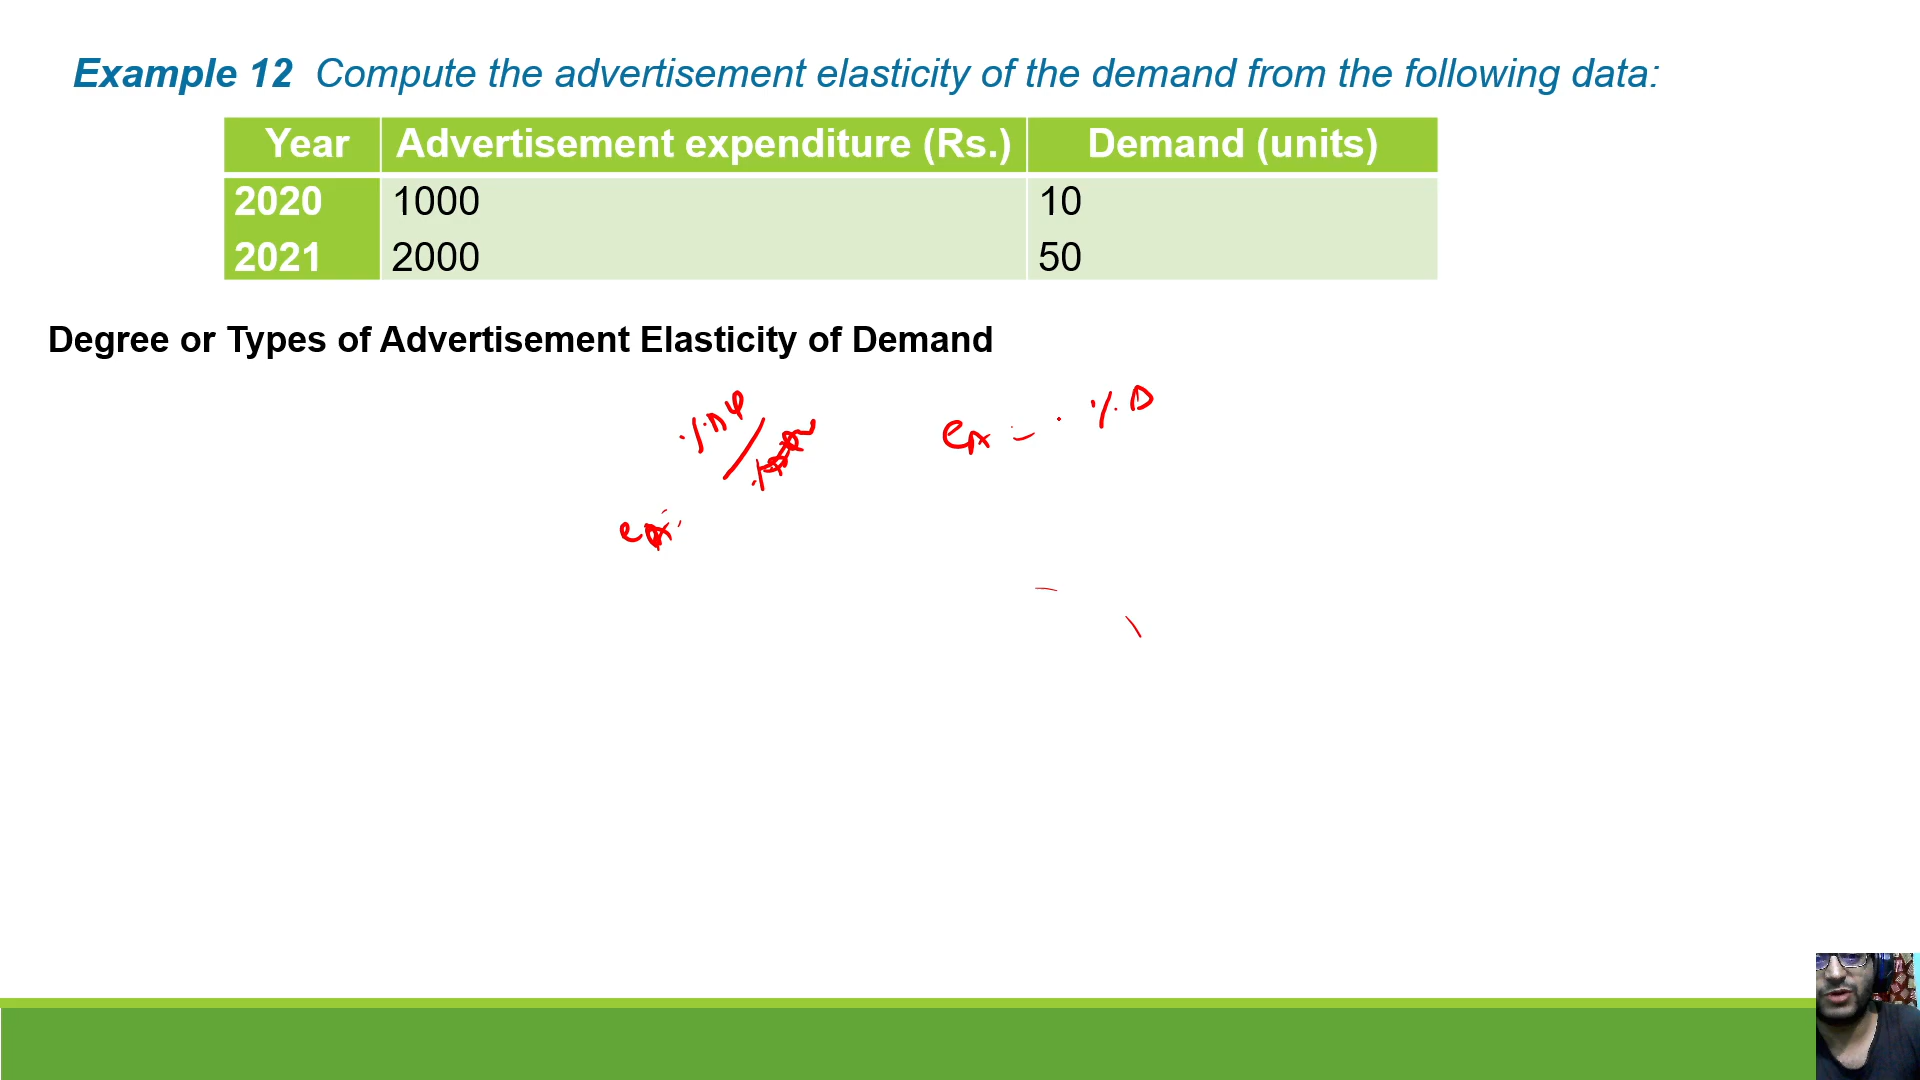 Example 12 Compute the advertisement elasticity of the demand from the following data:
Year Advertisement expenditure (Rs.) Demand (units)
2020 1000 10
2021 2000 50
Degree or Types of Advertisement Elasticity of Demand